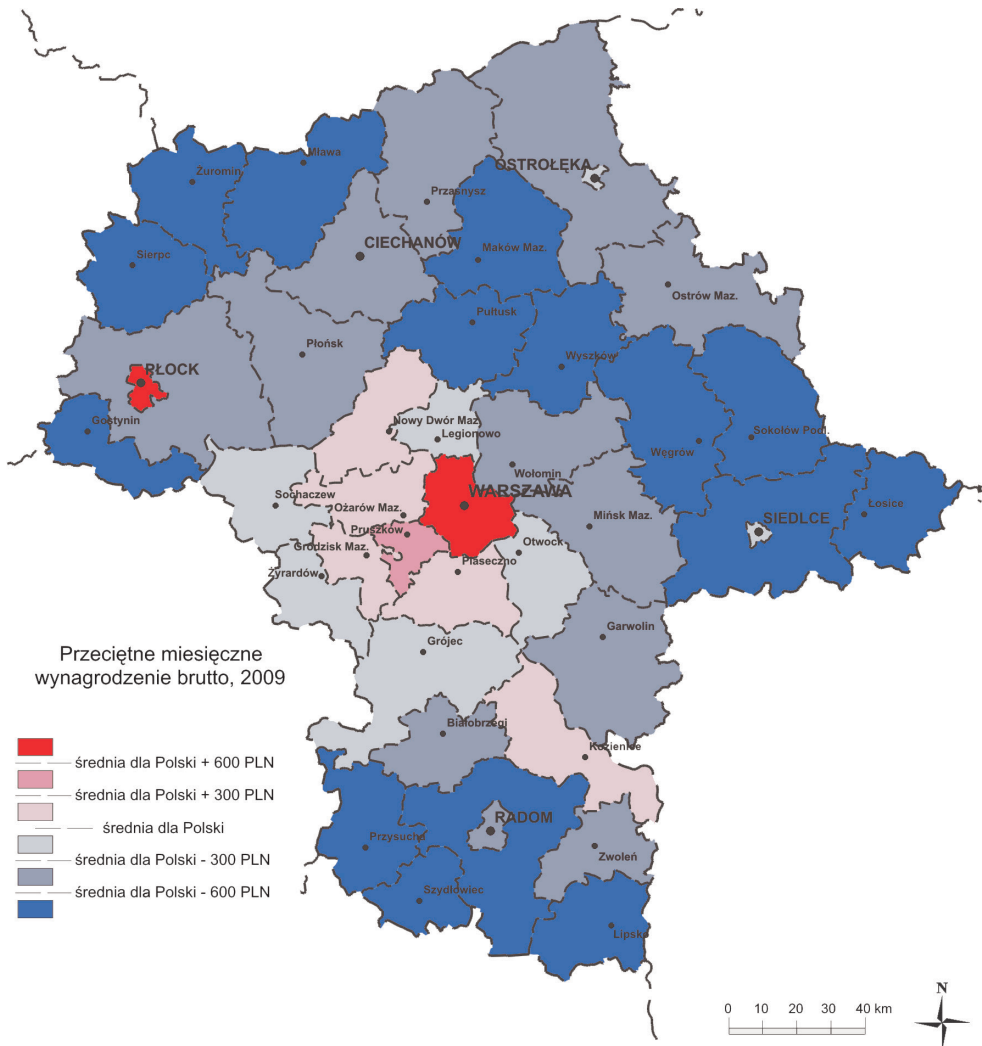 Mława
Żuromin
OSTROŁĘKA
Przasnysz
CIECHANÓW
Sierpc
Maków Maz.
Ostrów Maz.
Pułtusk
Płońsk
Wyszków
PŁOCK
Gostynin
Nowy Dwór Maz.
Legionowo
Sokołów Podl.
Węgrów
Wołomin
Sochaczew
WARSZAWA
Ożarów Maz.
Łosice
Mińsk Maz.
SIEDLCE
Pruszków
Otwock
Grodzisk Maz.
Piaseczno
Żyrardów
Garwolin
Grójec
Przeciętne miesięczne
wynagrodzenie brutto, 2009
Białobrzegi
Kozienice
średnia dla Polski + 600 PLN
średnia dla Polski + 300 PLN
średnia dla Polski
średnia dla Polski - 300 PLN
średnia dla Polski - 600 PLN
RADOM
Przysucha
Zwoleń
Szydłowiec
Lipsko
N
0 10 20 30 40 km